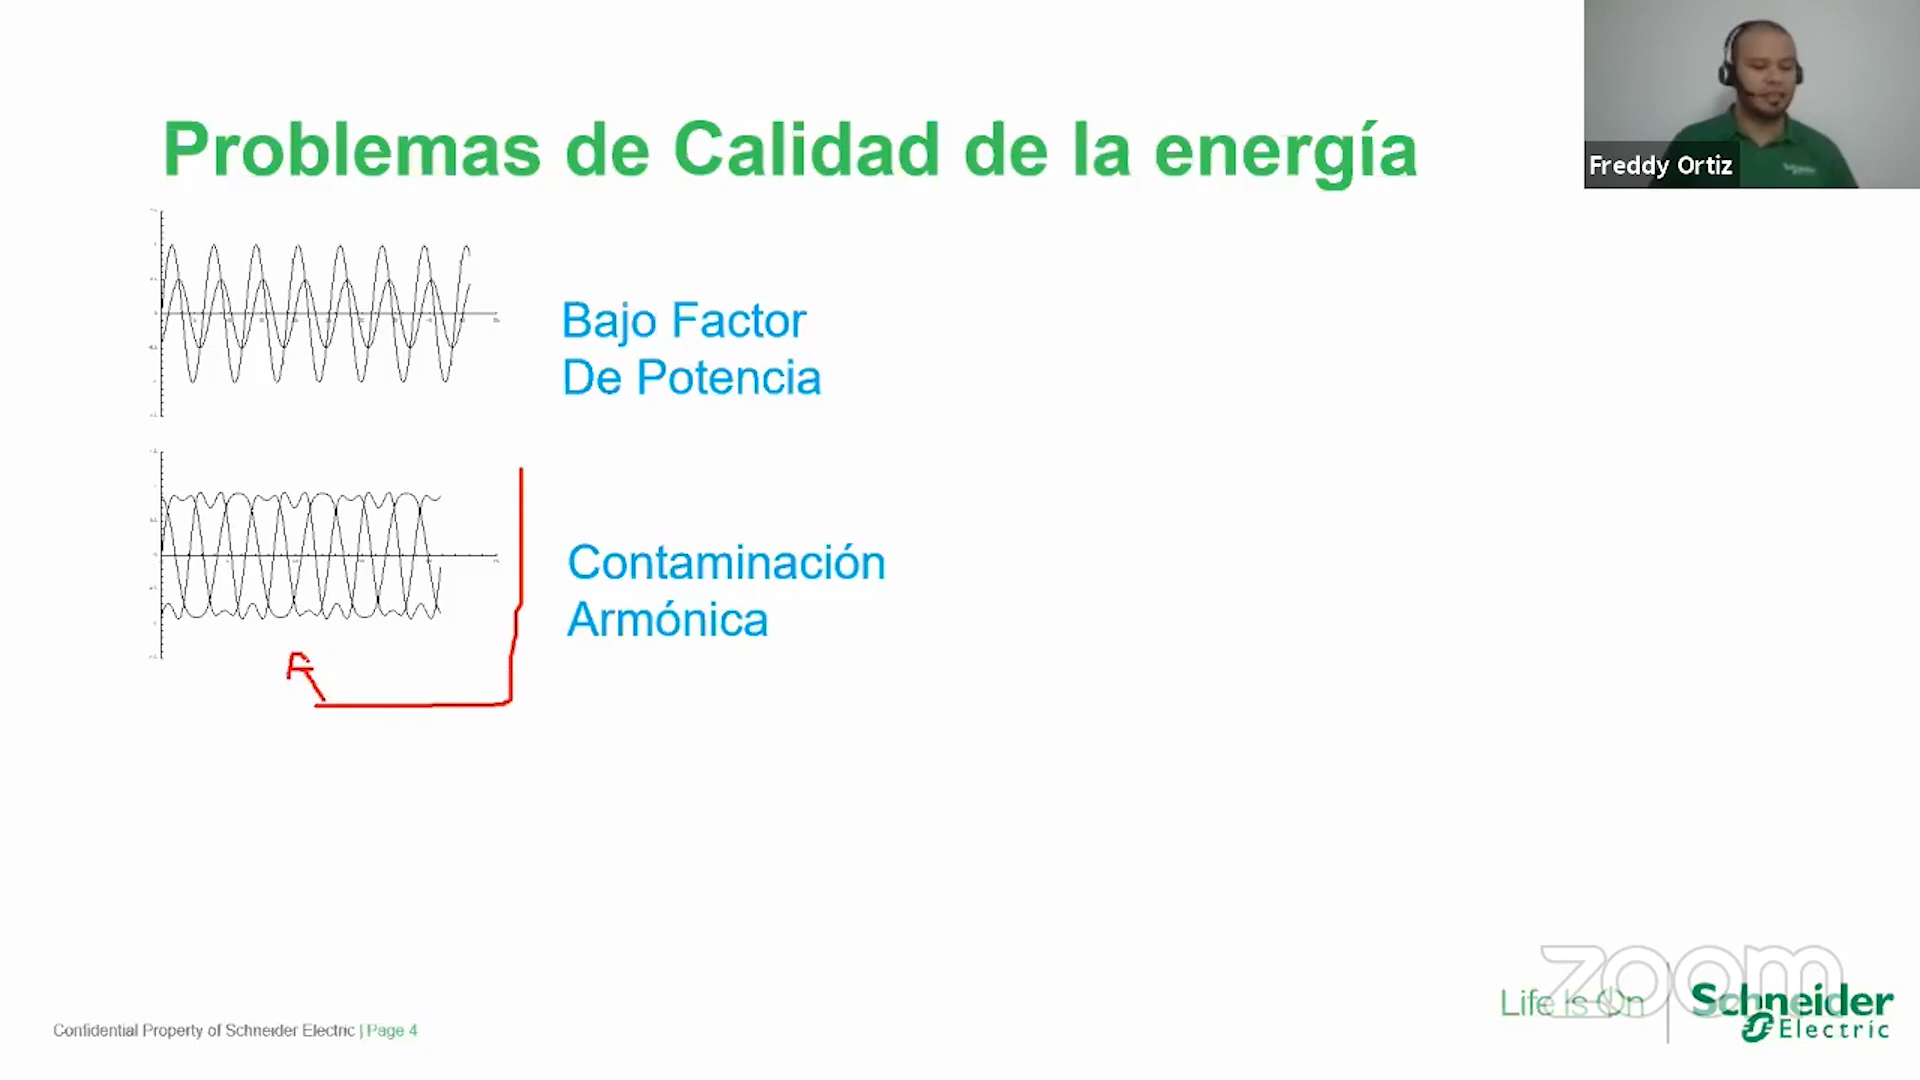 Problemas de Calidad de la energía
Freddy Ortiz
Bajo Factor
De Potencia
Contaminación
Armónica
zoom
Life Is On
Schneider
Electric
Confidential Property of Schneider Electric | Page 4